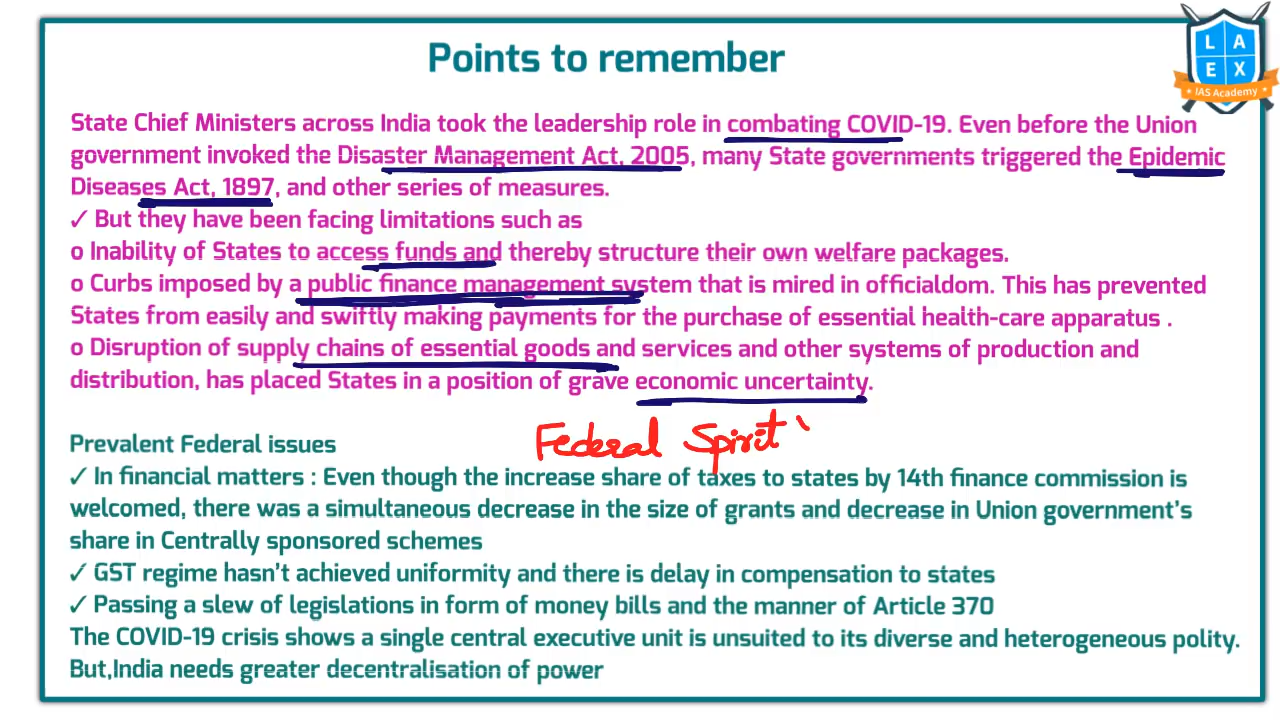 Points to remember
L A
E X
IAS Academy
State Chief Ministers across India took the leadership role in combating COVID-19. Even before the Union
government invoked the Disaster Management Act, 2005, many State governments triggered the Epidemic
Diseases Act, 1897, and other series of measures.
✓ But they have been facing limitations such as
o Inability of States to access funds and thereby structure their own welfare packages.
o Curbs imposed by a public finance management system that is mired in officialdom. This has prevented
States from easily and swiftly making payments for the purchase of essential health-care apparatus .
o Disruption of supply chains of essential goods and services and other systems of production and
distribution, has placed States in a position of grave economic uncertainty.
Federal Spirit
Prevalent Federal issues
✓ In financial matters : Even though the increase share of taxes to states by 14th finance commission is
welcomed, there was a simultaneous decrease in the size of grants and decrease in Union government's
share in Centrally sponsored schemes
✓ GST regime hasn't achieved uniformity and there is delay in compensation to states
✓ Passing a slew of legislations in form of money bills and the manner of Article 370
The COVID-19 crisis shows a single central executive unit is unsuited to its diverse and heterogeneous polity.
But,India needs greater decentralisation of power